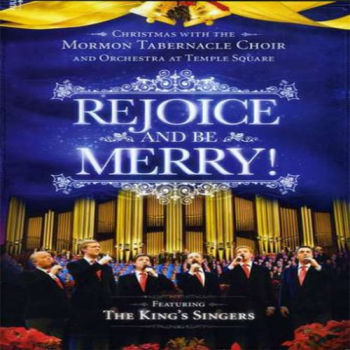 CHRISTMAS WITH THE
MORMON TABERNACLE CHOIR
AND ORCHESTRA AT TEMPLE SQUARE
REJOICE
AND BE
MERRY!
FEATURING
THE KING'S SINGERS